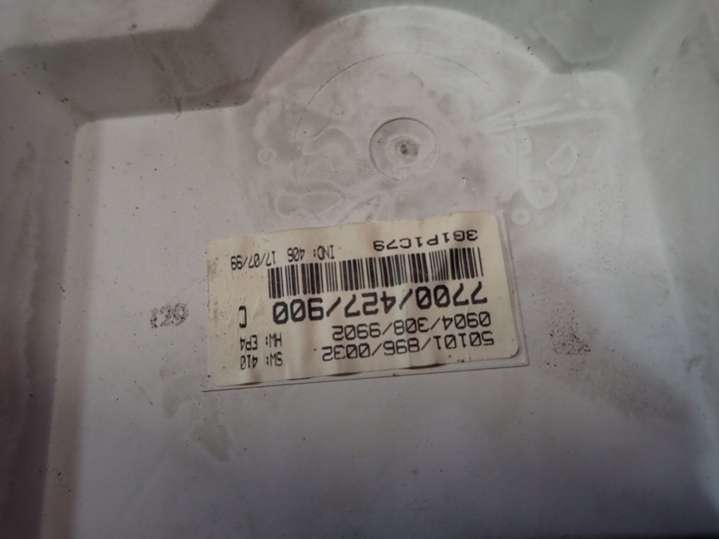 50101/896/0032 SW: 410
0904/308/9902 HW: EP4
7700/427/900 C
3G1P1C79 IND: 406 17/07/99